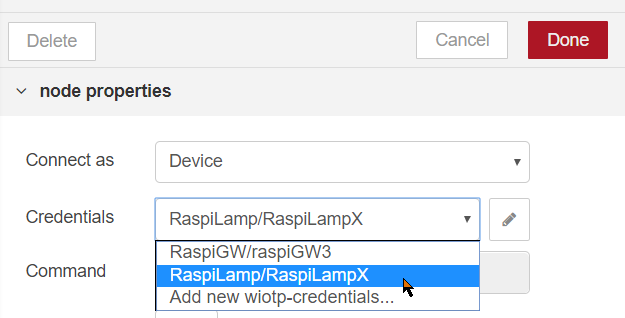 Delete
Cancel
Done
node properties
Connect as
Device
Credentials
RaspiLamp/RaspiLampX
RaspiGW/raspiGW3
Command
RaspiLamp/RaspiLampX
Add new wiotp-credentials...